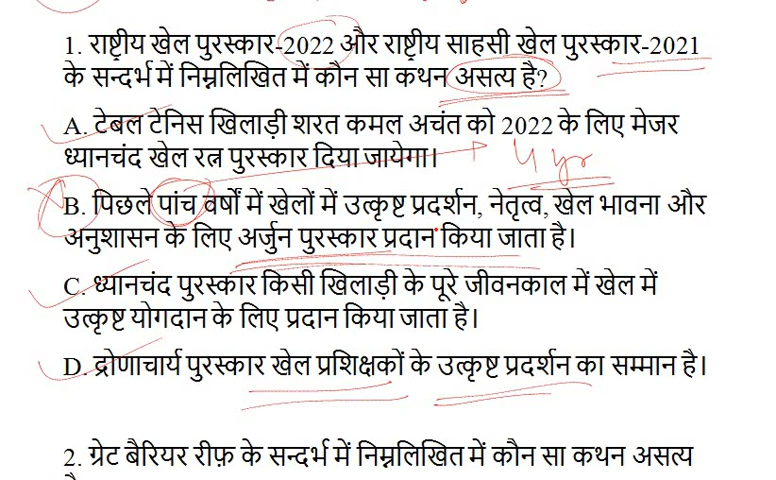 1. राष्ट्रीय खेल पुरस्कार-2022 और राष्ट्रीय साहसी खेल पुरस्कार-2021
के सन्दर्भ में निम्नलिखित में कौन सा कथन असत्य है?
A. टेबल टेनिस खिलाड़ी शरत कमल अचंत को 2022 के लिए मेजर
ध्यानचंद खेल रत्न पुरस्कार दिया जायेगा।
4 yr
B. पिछले पांच वर्षों में खेलों में उत्कृष्ट प्रदर्शन, नेतृत्व, खेल भावना और
अनुशासन के लिए अर्जुन पुरस्कार प्रदान किया जाता है।
C. ध्यानचंद पुरस्कार किसी खिलाड़ी के पूरे जीवनकाल में खेल में
उत्कृष्ट योगदान के लिए प्रदान किया जाता है।
D. द्रोणाचार्य पुरस्कार खेल प्रशिक्षकों के उत्कृष्ट प्रदर्शन का सम्मान है।
2. ग्रेट बैरियर रीफ़ के सन्दर्भ में निम्नलिखित में कौन सा कथन असत्य